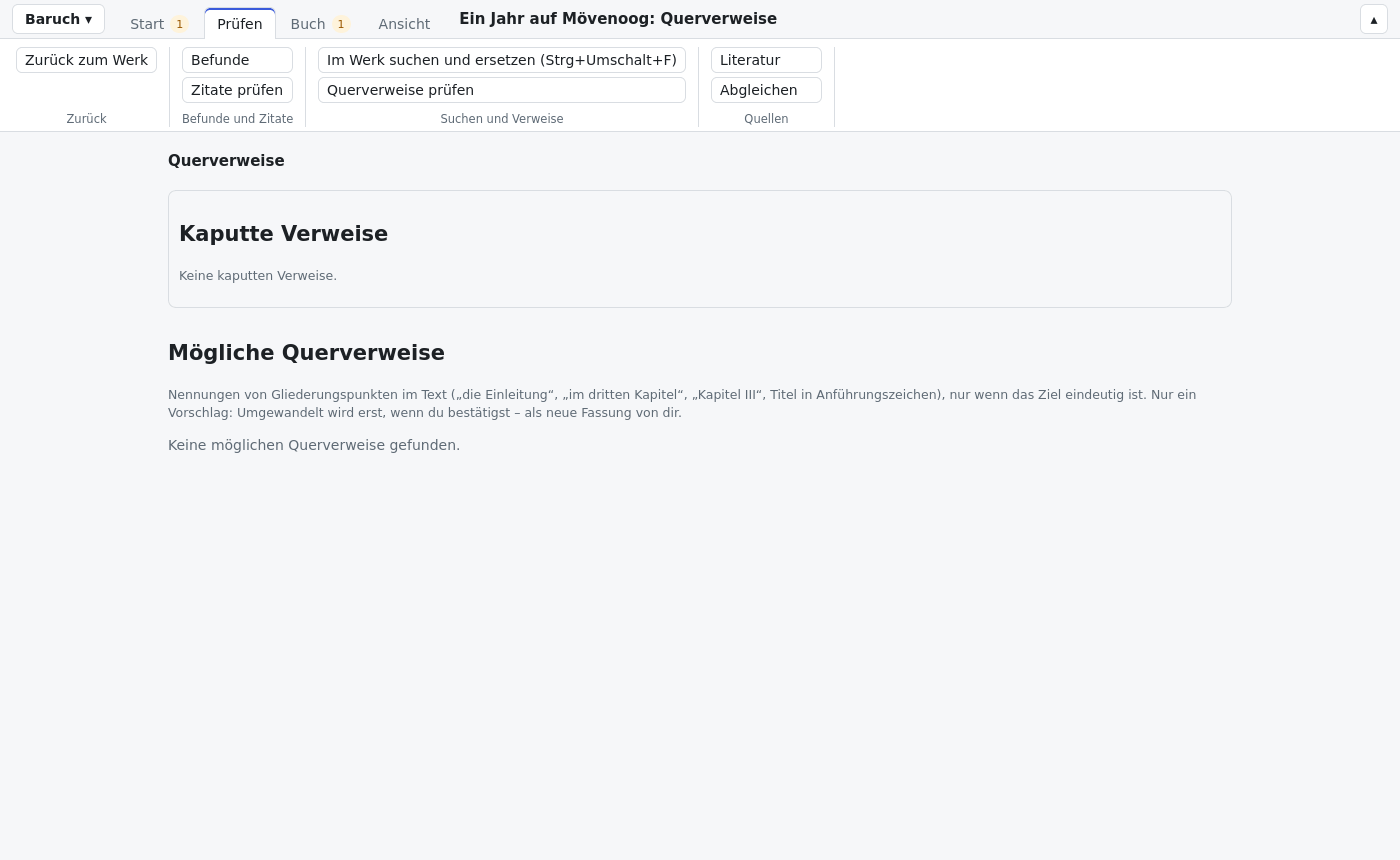 Baruch ▾
Start 1
Prüfen
Buch 1
Ansicht
Ein Jahr auf Mövenoog: Querverweise
▴
Zurück zum Werk
Zurück
Befunde
Zitate prüfen
Befunde und Zitate
Im Werk suchen und ersetzen (Strg+Umschalt+F)
Querverweise prüfen
Suchen und Verweise
Literatur
Abgleichen
Quellen
Querverweise
Kaputte Verweise
Keine kaputten Verweise.
Mögliche Querverweise
Nennungen von Gliederungspunkten im Text („die Einleitung“, „im dritten Kapitel“, „Kapitel III“, Titel in Anführungszeichen), nur wenn das Ziel eindeutig ist. Nur ein
Vorschlag: Umgewandelt wird erst, wenn du bestätigst – als neue Fassung von dir.
Keine möglichen Querverweise gefunden.